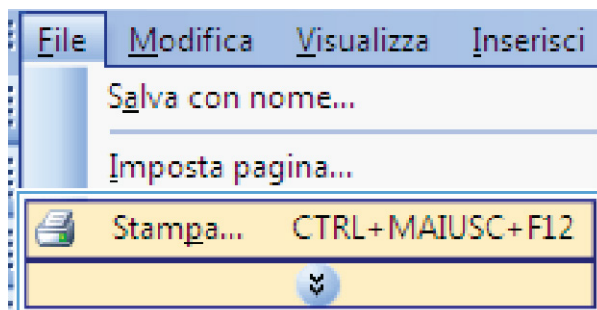 File Modifica Visualizza Inserisci
Salva con nome...
Imposta pagina...
Stampa... CTRL+MAIUSC+F12